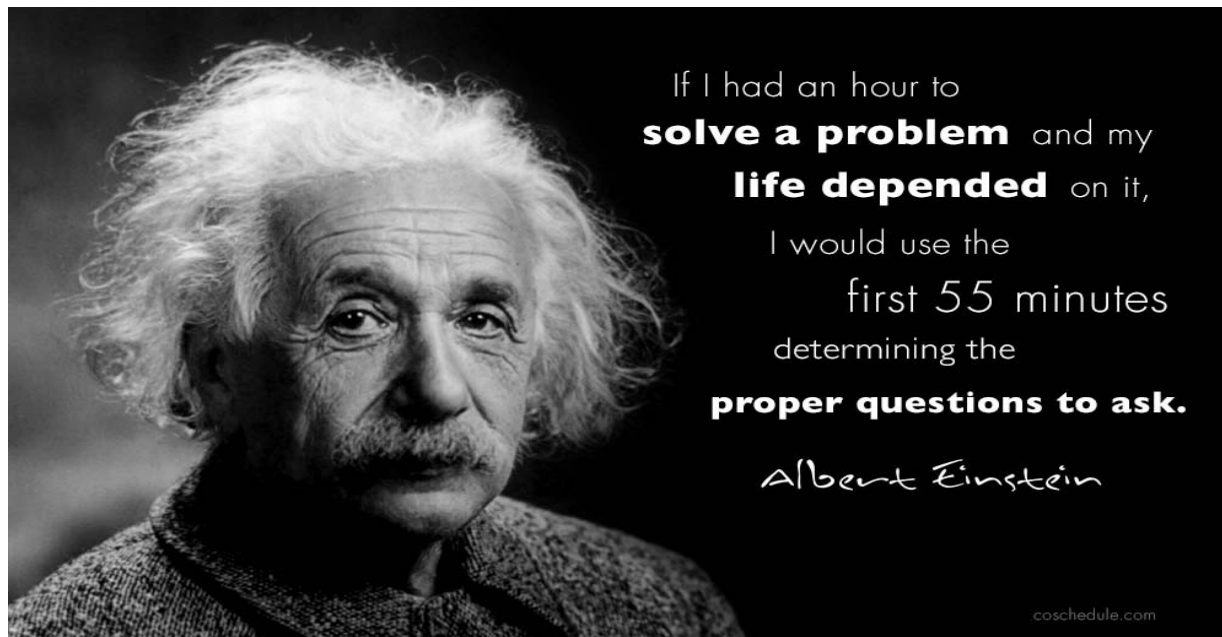 If I had an hour to
solve a problem and my
life depended on it,
I would use the
first 55 minutes
determining the
proper questions to ask.
Albert Einstein
coschedule.com